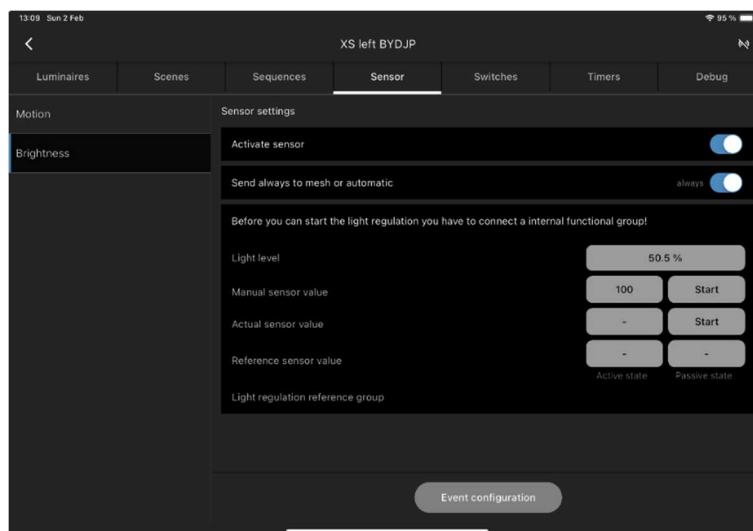 13:09 Sun 2 Feb
95 %
XS left BYDJP
Luminaires Scenes Sequences Sensor Switches Timers Debug
Motion
Brightness
Sensor settings
Activate sensor
Send always to mesh or automatic always
Before you can start the light regulation you have to connect a internal functional group!
Light level 50.5 %
Manual sensor value 100 Start
Actual sensor value - Start
Reference sensor value - -
Active state Passive state
Light regulation reference group
Event configuration